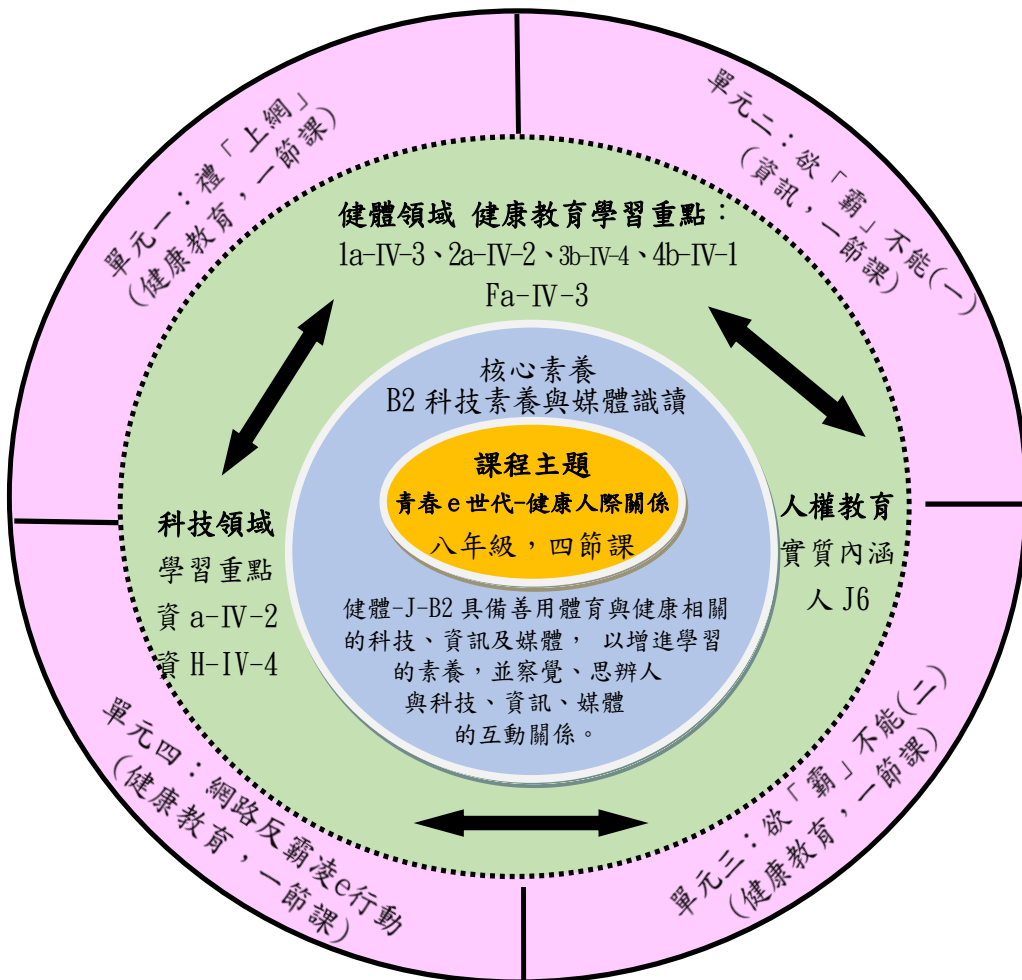 單元一：禮「上網」
(健康教育，一節課)
單元二：欲「霸」不能(一)
(資訊，一節課)
健體領域 健康教育學習重點：
1a-IV-3、2a-IV-2、3b-IV-4、4b-IV-1
Fa-IV-3
核心素養
B2 科技素養與媒體識讀
課程主題
青春 e 世代-健康人際關係
八年級，四節課
健體-J-B2 具備善用體育與健康相關
的科技、資訊及媒體， 以增進學習
的素養，並察覺、思辨人
與科技、資訊、媒體
的互動關係。
科技領域
學習重點
資 a-IV-2
資 H-IV-4
人權教育
實質內涵
人 J6
單元四：網路反霸凌e行動
(健康教育，一節課)
單元三：欲「霸」不能(二)
(健康教育，一節課)